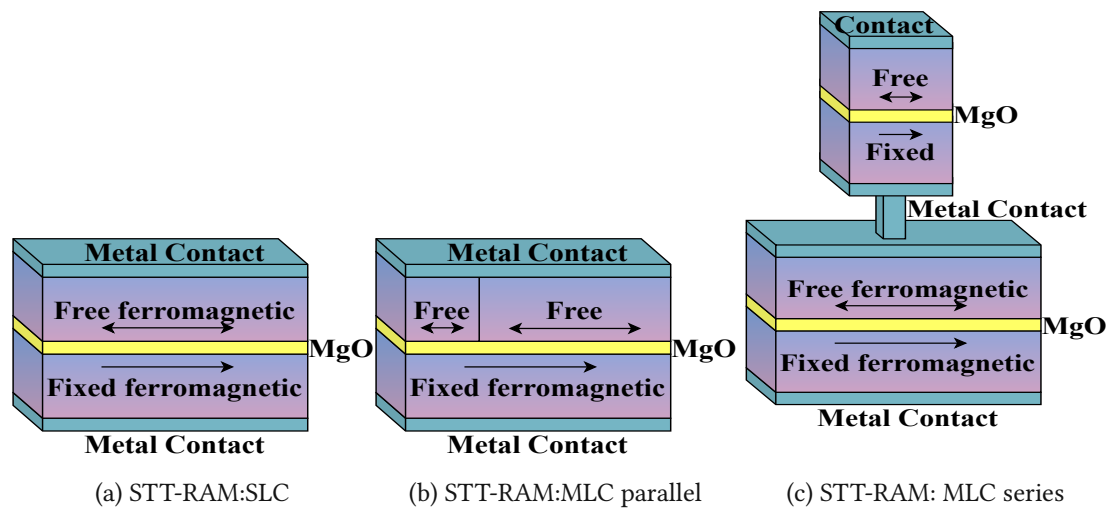 Metal Contact
Free ferromagnetic
MgO
Fixed ferromagnetic
Metal Contact
(a) STT-RAM:SLC
Metal Contact
Free
Free
MgO
Fixed ferromagnetic
Metal Contact
(b) STT-RAM:MLC parallel
Contact
Free
MgO
Fixed
Metal Contact
Free ferromagnetic
MgO
Fixed ferromagnetic
Metal Contact
(c) STT-RAM: MLC series